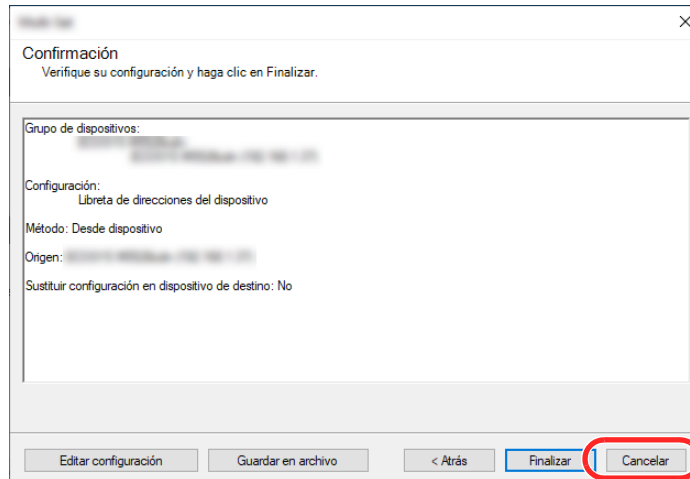 Confirmación
Verifique su configuración y haga clic en Finalizar.
Grupo de dispositivos:
Configuración:
Libreta de direcciones del dispositivo
Método: Desde dispositivo
Origen:
Sustituir configuración en dispositivo de destino: No
Editar configuración
Guardar en archivo
< Atrás
Finalizar
Cancelar